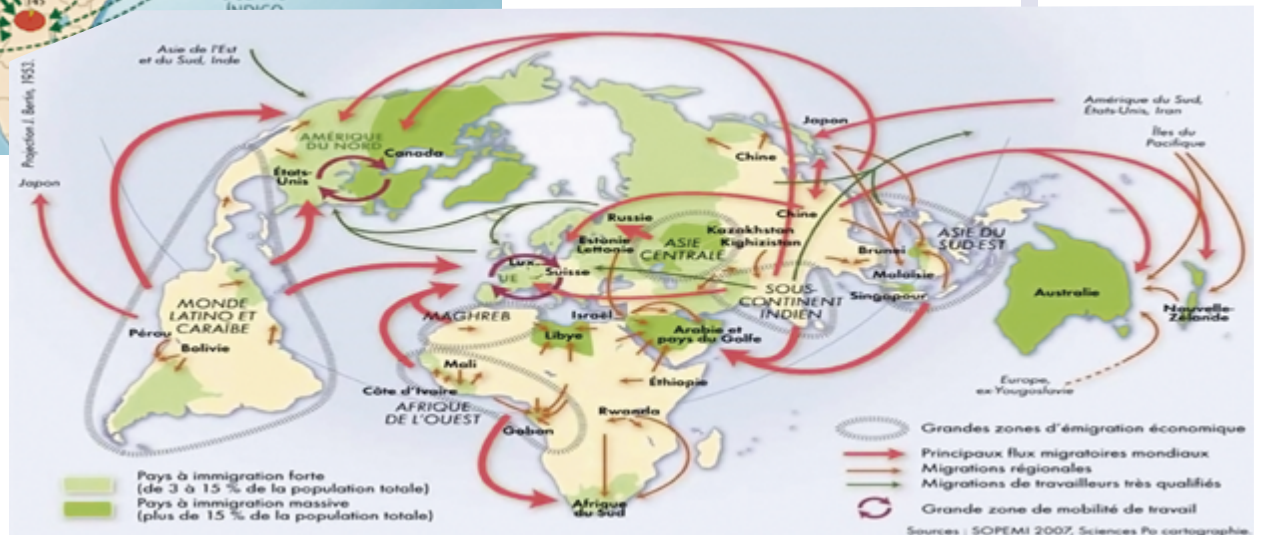 345
ÍNDICO
Projection J. Bertin, 1953.
Asie de l'Est
et du Sud, Inde
Japon
AMÉRIQUE
DU NORD
Canada
États-
Unis
MONDE
LATINO ET
CARAÏBE
Pérou
Bolivie
Lux
UE
Suisse
Russie
Estonie
Lettonie
MAGHREB
Israël
Libye
Mali
Côte d'Ivoire
AFRIQUE
DE L'OUEST
Gabon
Éthiopie
Rwanda
Afrique
du Sud
Arabie et
pays du Golfe
ASIE
CENTRALE
Kazakhstan
Kighizistan
Chine
Chine
Japon
SOUS-
CONTINENT
INDIEN
Brunei
Malaisie
Singapour
ASIE DU
SUD-EST
Amérique du Sud,
États-Unis, Iran
Îles du
Pacifique
Australie
Nouvelle-
Zélande
Europe,
ex-Yougoslavie
Pays à immigration forte
(de 3 à 15 % de la population totale)
Pays à immigration massive
(plus de 15 % de la population totale)
Grandes zones d'émigration économique
Principaux flux migratoires mondiaux
Migrations régionales
Migrations de travailleurs très qualifiés
Grande zone de mobilité de travail
Sources : SOPEMI 2007, Sciences Po cartographie.